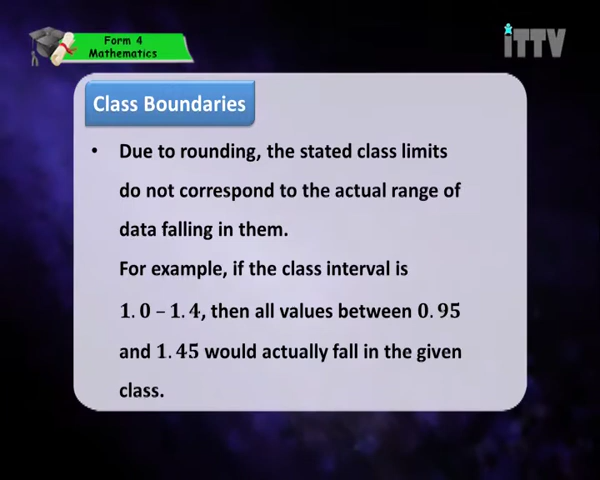 Form 4
Mathematics
iTTV
Class Boundaries
• Due to rounding, the stated class limits
do not correspond to the actual range of
data falling in them.
For example, if the class interval is
1.0 – 1.4, then all values between 0.95
and 1.45 would actually fall in the given
class.